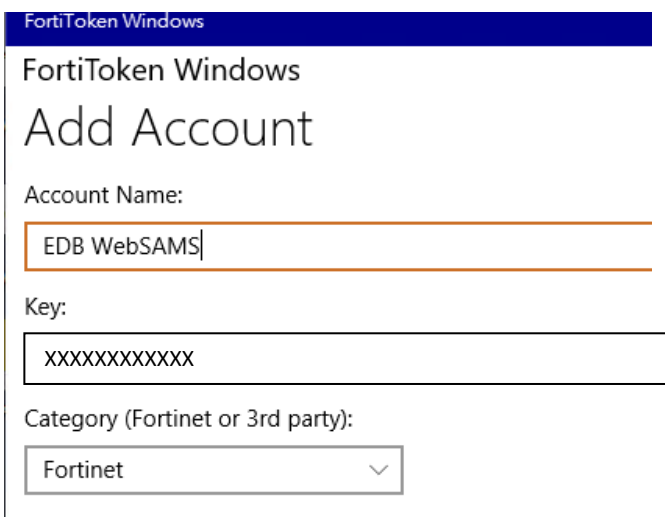 FortiToken Windows
FortiToken Windows
Add Account
Account Name:
EDB WebSAMS
Key:
XXXXXXXXXXXX
Category (Fortinet or 3rd party):
Fortinet